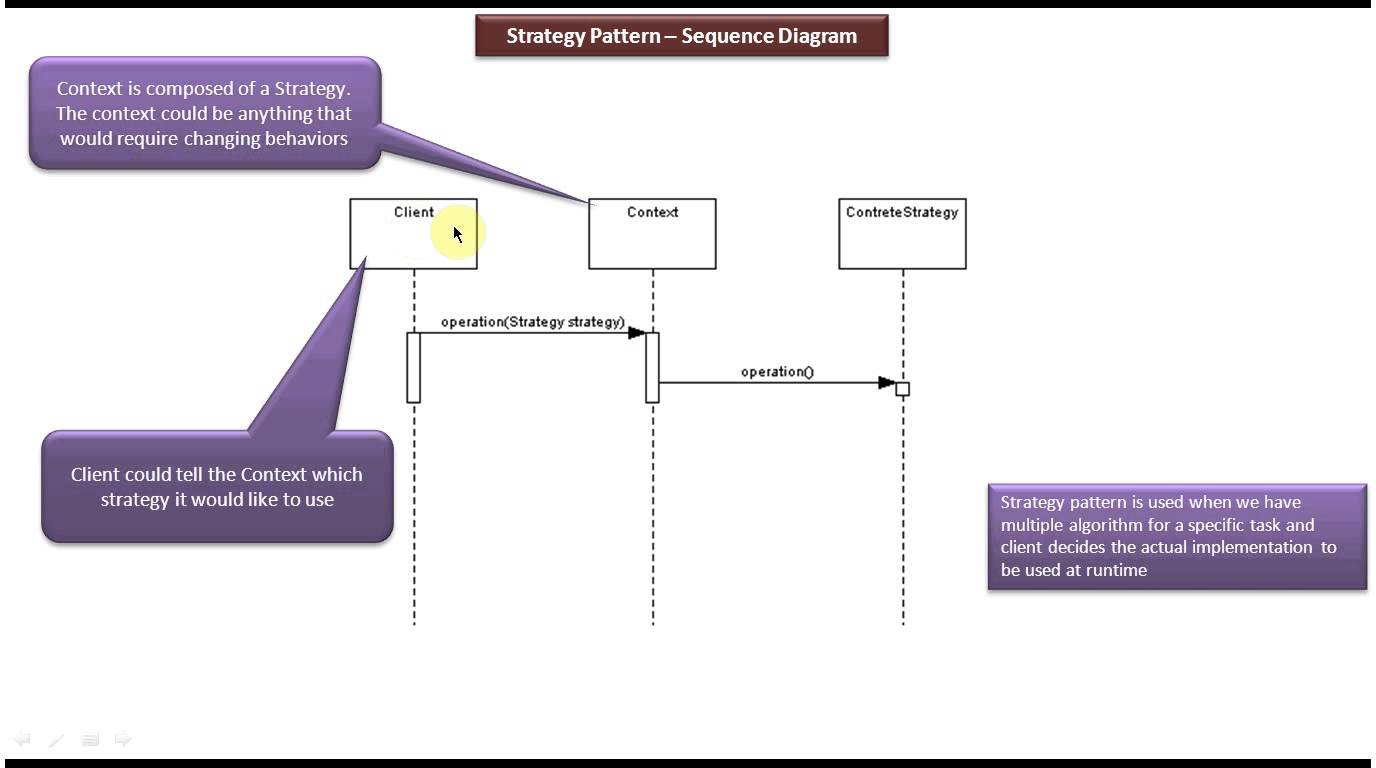 Strategy Pattern – Sequence Diagram
Context is composed of a Strategy.
The context could be anything that
would require changing behaviors
Client
Context
ContreteStrategy
operation(Strategy strategy)
operation()
Client could tell the Context which
strategy it would like to use
Strategy pattern is used when we have
multiple algorithm for a specific task and
client decides the actual implementation to
be used at runtime